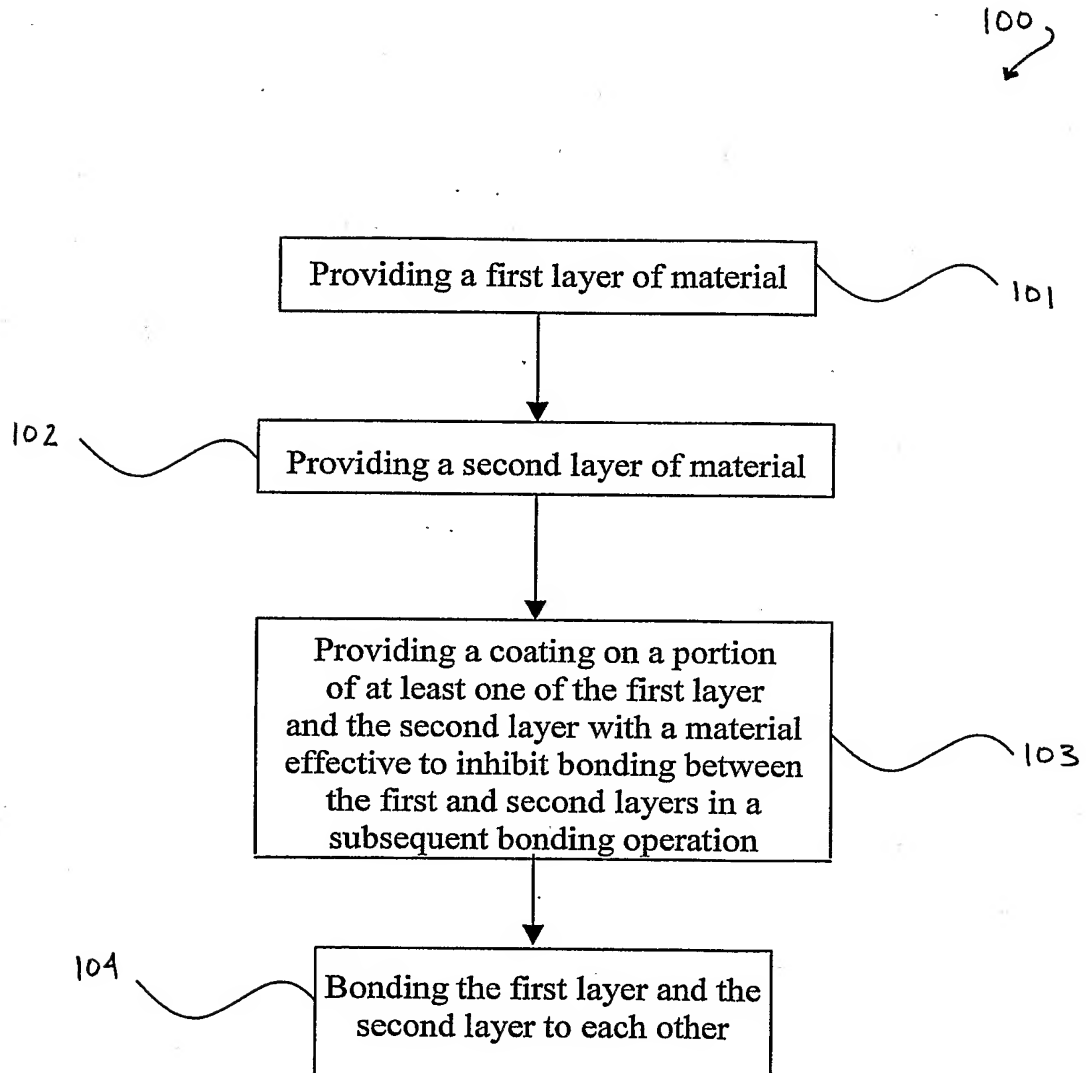 100
Providing a first layer of material
101
102
Providing a second layer of material
Providing a coating on a portion
of at least one of the first layer
and the second layer with a material
effective to inhibit bonding between
the first and second layers in a
subsequent bonding operation
103
104
Bonding the first layer and the
second layer to each other